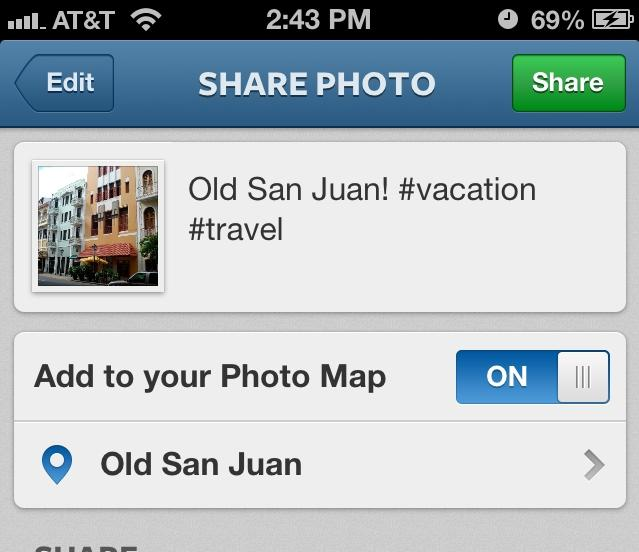 AT&T 2:43 PM 69%
Edit SHARE PHOTO Share
Old San Juan! #vacation
#travel
Add to your Photo Map ON
Old San Juan
SHARE